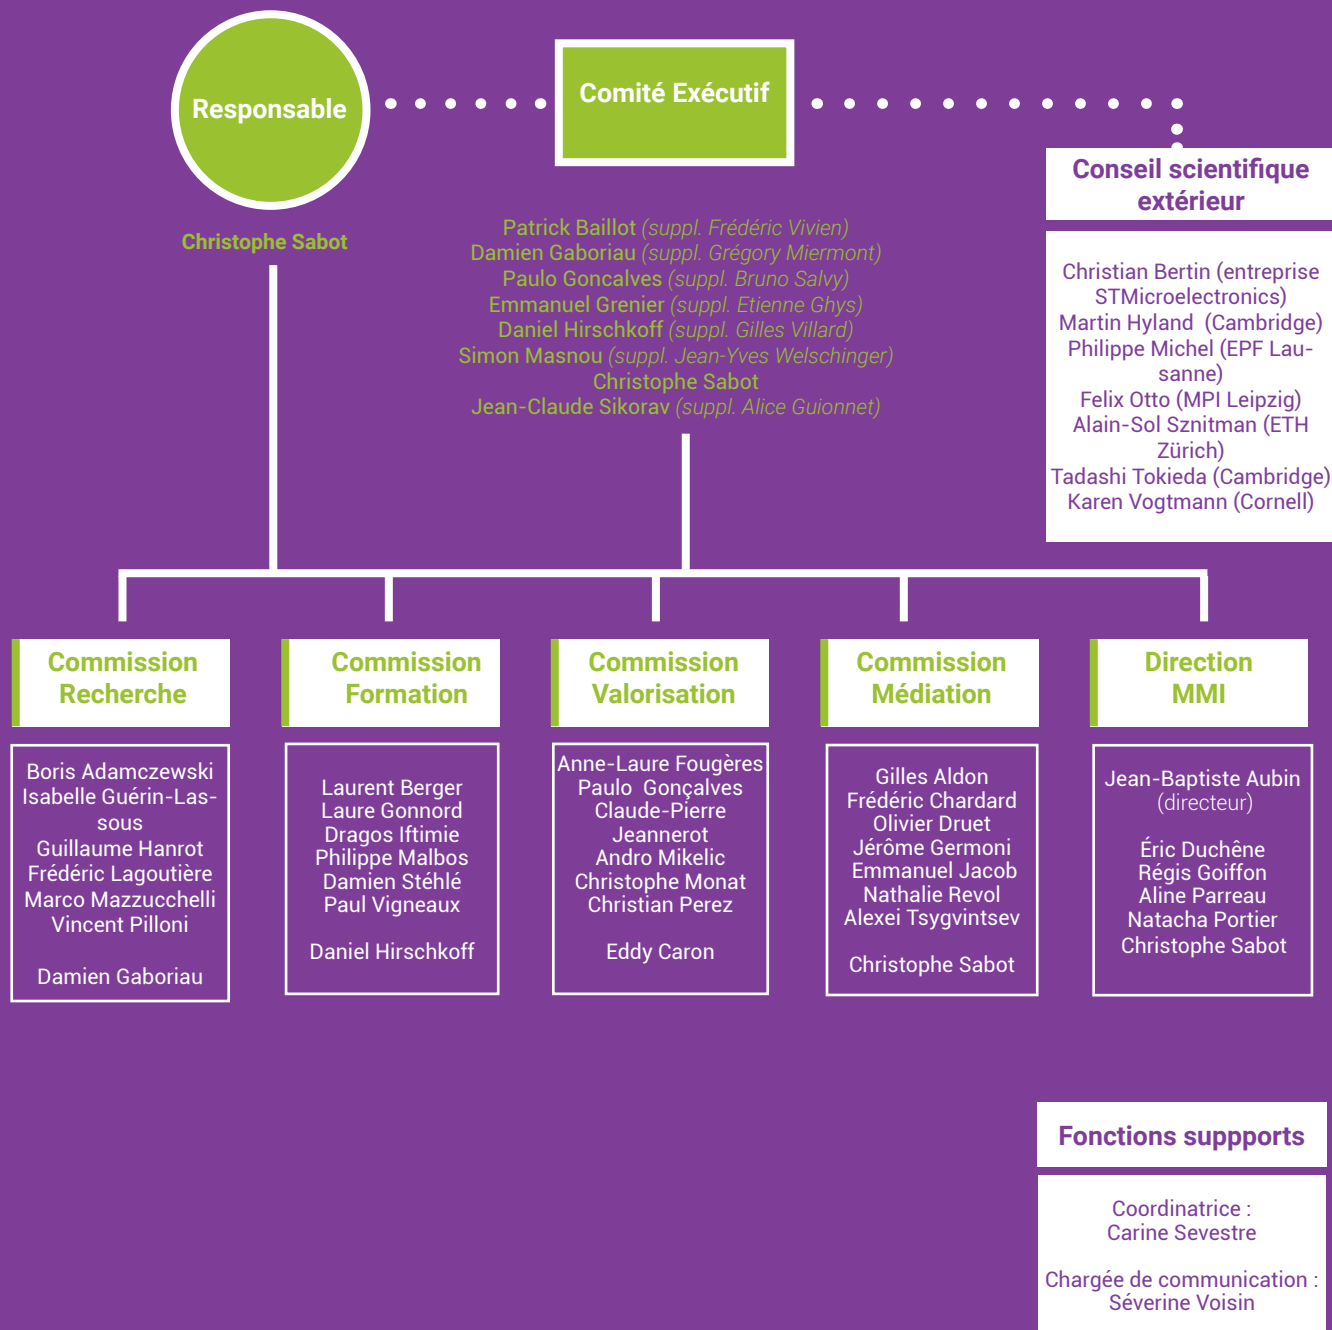 Responsable
Christophe Sabot
Comité Exécutif
Patrick Baillot (suppl. Frédéric Vivien)
Damien Gaboriau (suppl. Grégory Miermont)
Paulo Goncalves (suppl. Bruno Salvy)
Emmanuel Grenier (suppl. Etienne Ghys)
Daniel Hirschkoff (suppl. Gilles Villard)
Simon Masnou (suppl. Jean-Yves Welschinger)
Christophe Sabot
Jean-Claude Sikorav (suppl. Alice Guionnet)
Conseil scientifique
extérieur
Christian Bertin (entreprise
STMicroelectronics)
Martin Hyland (Cambridge)
Philippe Michel (EPF Lau-
sanne)
Felix Otto (MPI Leipzig)
Alain-Sol Sznitman (ETH
Zürich)
Tadashi Tokieda (Cambridge)
Karen Vogtmann (Cornell)
Commission
Recherche
Boris Adamczewski
Isabelle Guérin-Las-
sous
Guillaume Hanrot
Frédéric Lagoutière
Marco Mazzucchelli
Vincent Pilloni
Damien Gaboriau
Commission
Formation
Laurent Berger
Laure Gonnord
Dragos Iftimie
Philippe Malbos
Damien Stéhlé
Paul Vigneaux
Daniel Hirschkoff
Commission
Valorisation
Anne-Laure Fougères
Paulo Gonçalves
Claude-Pierre
Jeannerot
Andro Mikelic
Christophe Monat
Christian Perez
Eddy Caron
Commission
Médiation
Gilles Aldon
Frédéric Chardard
Olivier Druet
Jérôme Germoni
Emmanuel Jacob
Nathalie Revol
Alexei Tsygvintsev
Christophe Sabot
Direction
MMI
Jean-Baptiste Aubin
(directeur)
Éric Duchêne
Régis Goiffon
Aline Parreau
Natacha Portier
Christophe Sabot
Fonctions suppports
Coordinatrice :
Carine Sevestre
Chargée de communication :
Séverine Voisin